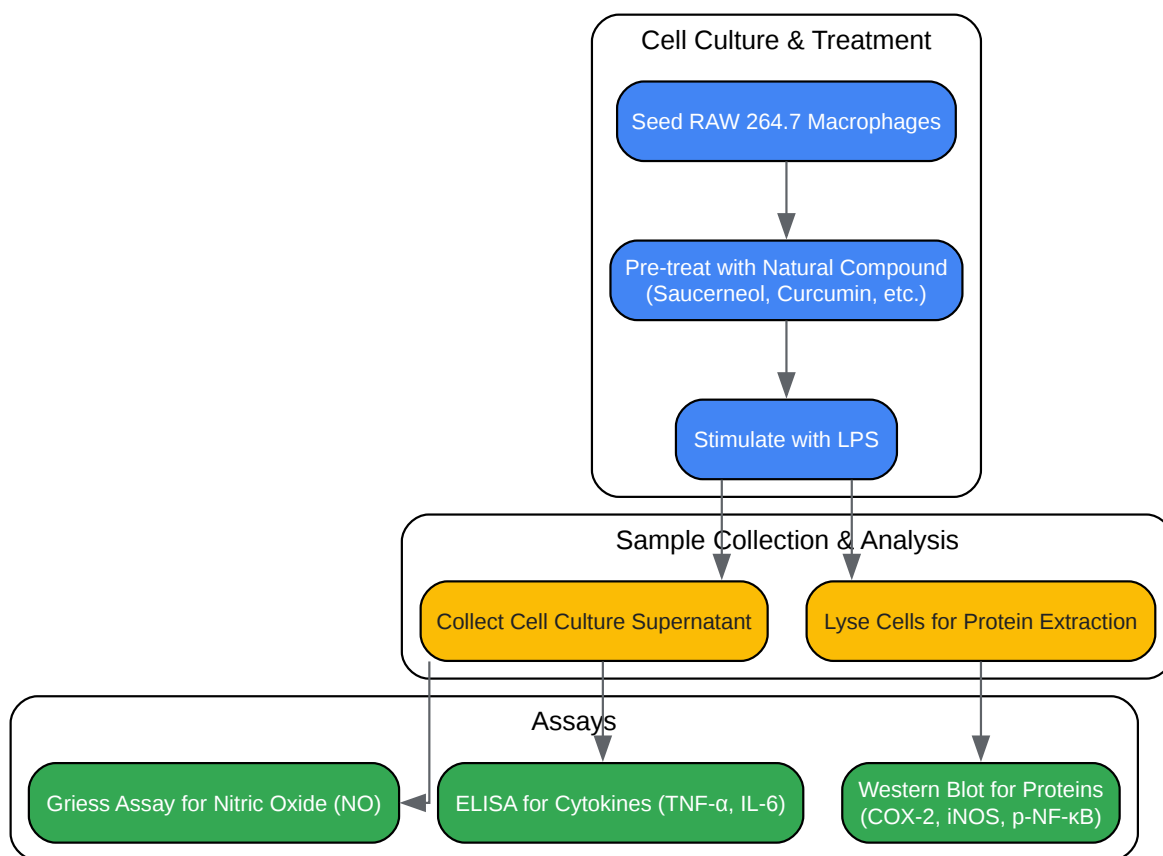 Cell Culture & Treatment
Seed RAW 264.7 Macrophages
Pre-treat with Natural Compound
(Saucerneol, Curcumin, etc.)
Stimulate with LPS
Sample Collection & Analysis
Collect Cell Culture Supernatant
Lyse Cells for Protein Extraction
Assays
Griess Assay for Nitric Oxide (NO)
ELISA for Cytokines (TNF-α, IL-6)
Western Blot for Proteins
(COX-2, iNOS, p-NF-κB)